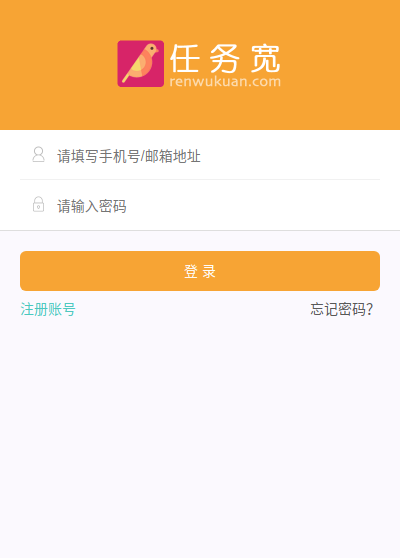 任务宽
renwukuan.com
请填写手机号/邮箱地址
请输入密码
登 录
注册账号
忘记密码？